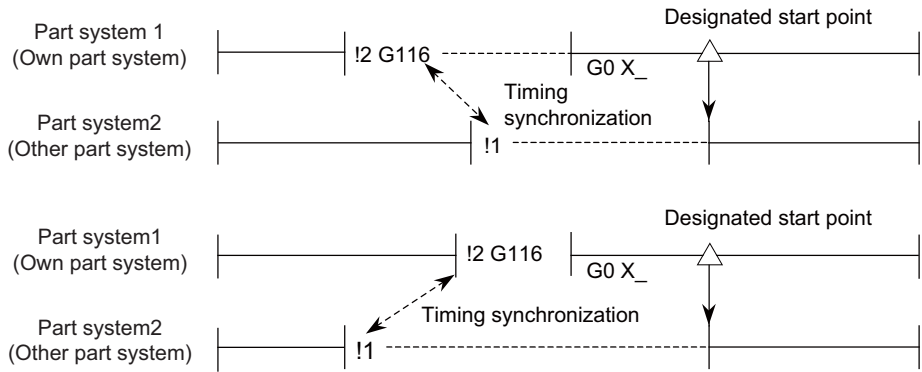 Designated start point
Part system 1
(Own part system)
!2 G116
G0 X_
Timing
synchronization
Part system2
(Other part system)
!1
Designated start point
Part system1
(Own part system)
!2 G116
G0 X_
Timing synchronization
Part system2
(Other part system)
!1